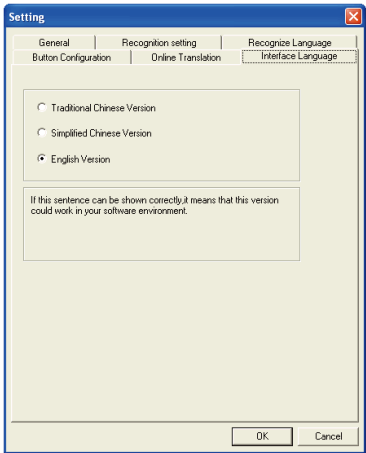 Setting
General
Recognition setting
Recognize Language
Button Configuration
Online Translation
Interface Language
Traditional Chinese Version
Simplified Chinese Version
English Version
If this sentence can be shown correctly,it means that this version
could work in your software environment.
OK
Cancel